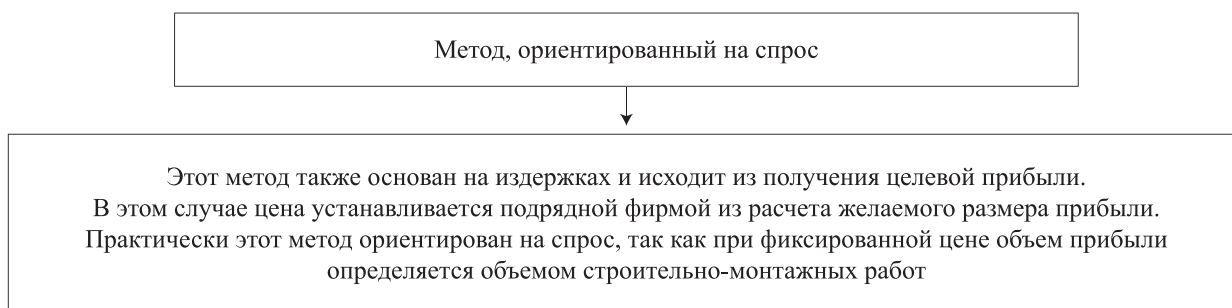 Метод, ориентированный на спрос
Этот метод также основан на издержках и исходит из получения целевой прибыли.
В этом случае цена устанавливается подрядной фирмой из расчета желаемого размера прибыли.
Практически этот метод ориентирован на спрос, так как при фиксированной цене объем прибыли
определяется объемом строительно-монтажных работ